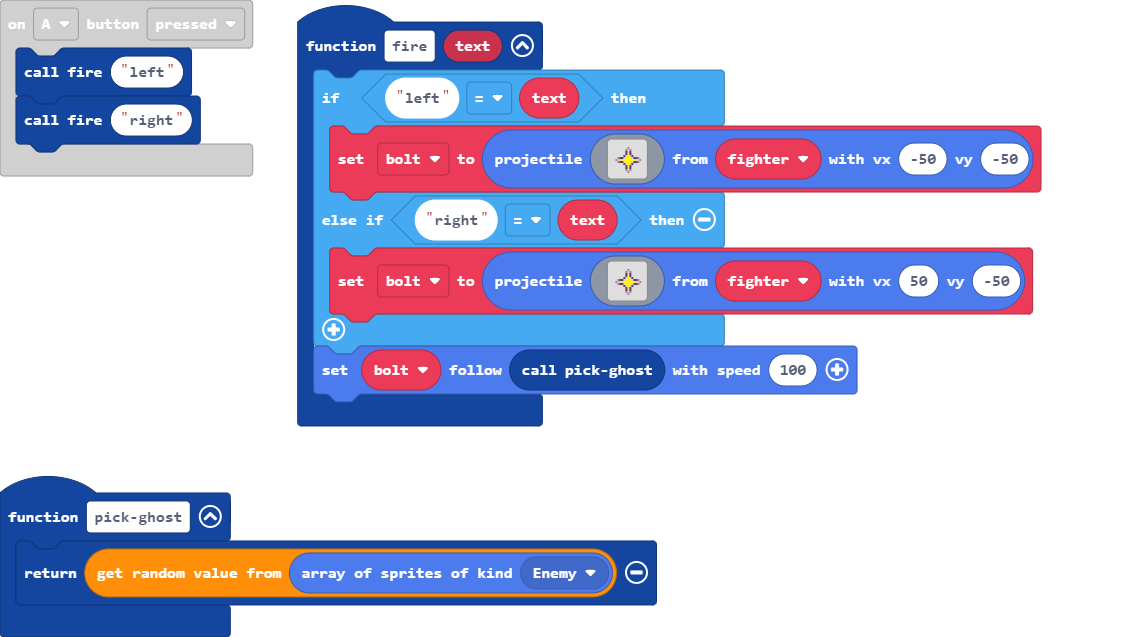 on A button pressed
call fire "left"
call fire "right"
function fire text
if "left" = text then
set bolt to projectile from fighter with vx -50 vy -50
else if "right" = text then
set bolt to projectile from fighter with vx 50 vy -50
set bolt follow call pick-ghost with speed 100
function pick-ghost
return get random value from array of sprites of kind Enemy